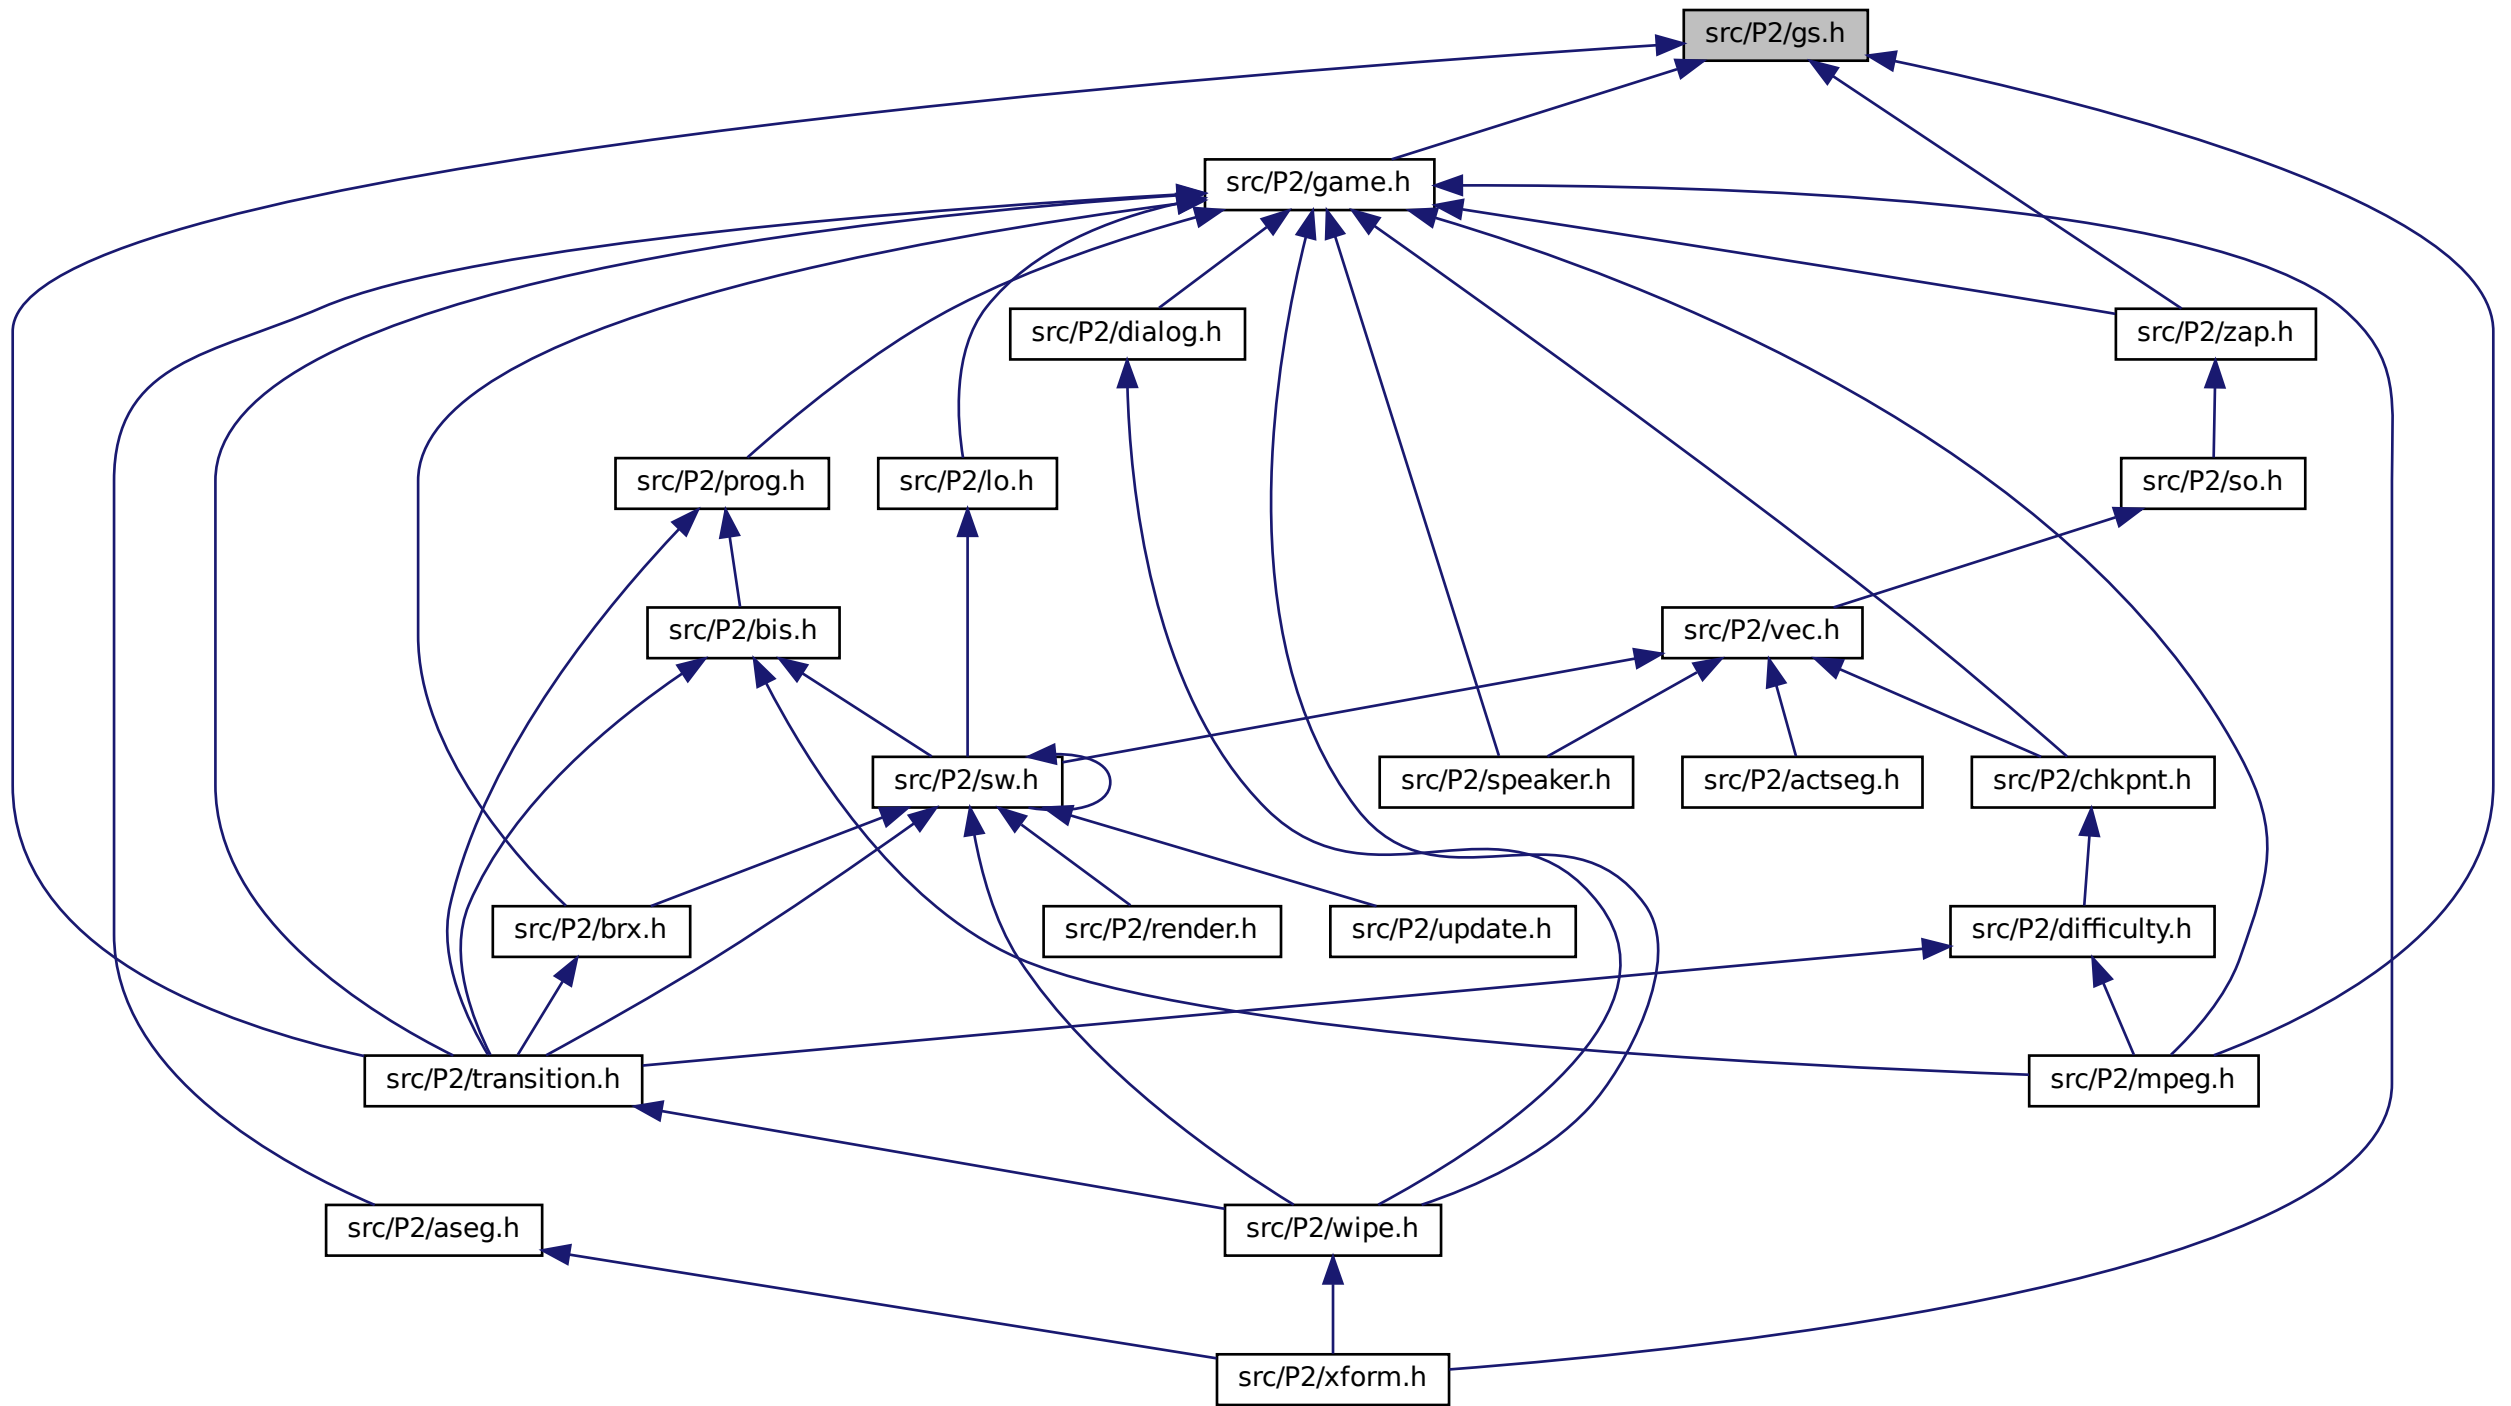 src/P2/gs.h
src/P2/game.h
src/P2/dialog.h
src/P2/zap.h
src/P2/prog.h
src/P2/lo.h
src/P2/so.h
src/P2/bis.h
src/P2/vec.h
src/P2/sw.h
src/P2/speaker.h
src/P2/actseg.h
src/P2/chkpnt.h
src/P2/brx.h
src/P2/render.h
src/P2/update.h
src/P2/difficulty.h
src/P2/transition.h
src/P2/mpeg.h
src/P2/aseg.h
src/P2/wipe.h
src/P2/xform.h